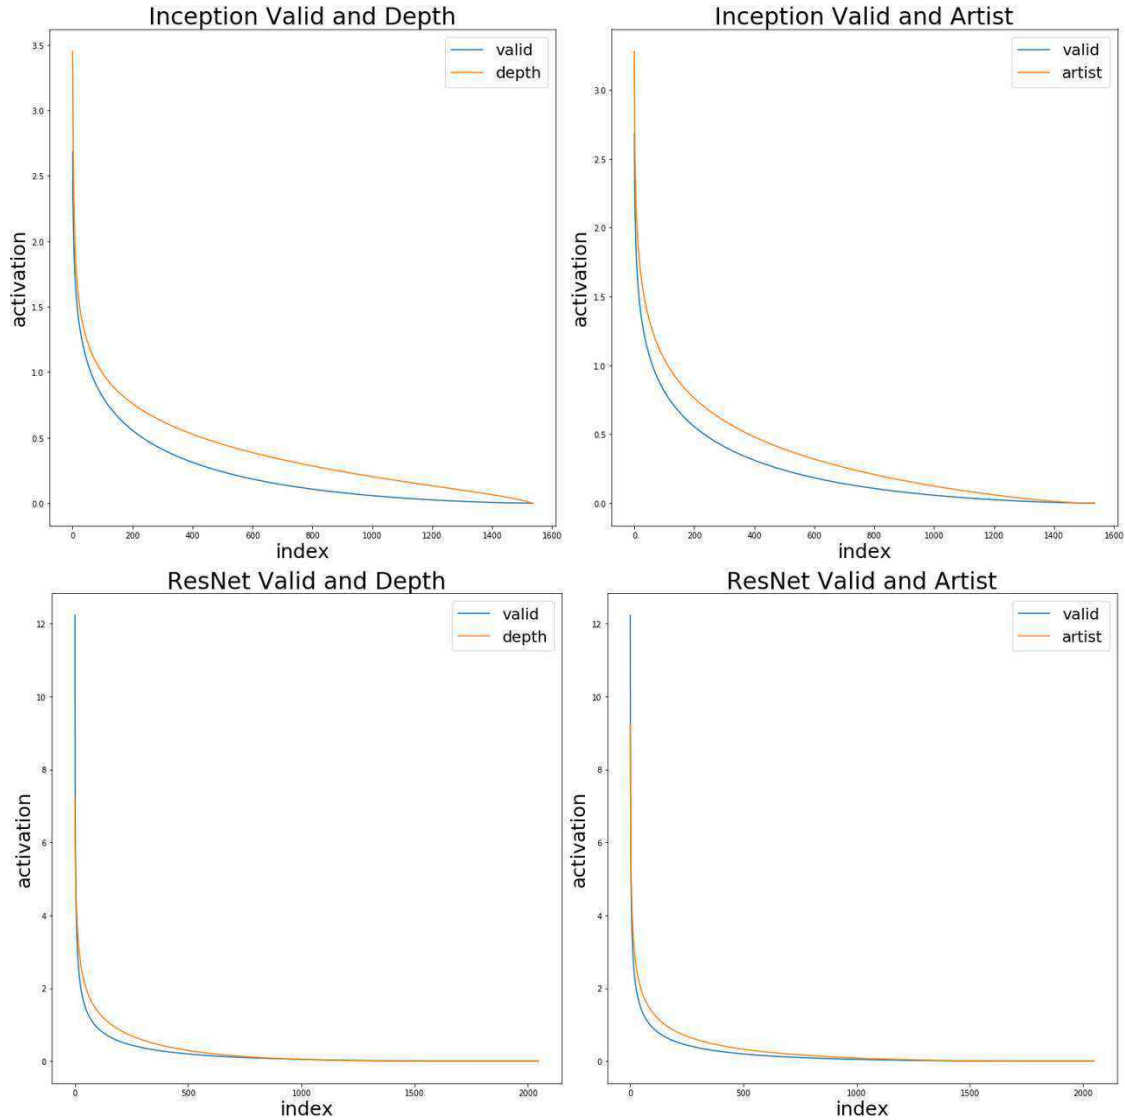 Inception Valid and Depth
valid
depth
3.5
3.0
2.5
2.0
1.5
1.0
0.5
0.0
activation
0 200 400 600 800 1000 1200 1400 1600
index
Inception Valid and Artist
valid
artist
3.0
2.5
2.0
1.5
1.0
0.5
0.0
activation
0 200 400 600 800 1000 1200 1400 1600
index
ResNet Valid and Depth
valid
depth
12
10
8
6
4
2
0
activation
0 500 1000 1500 2000
index
ResNet Valid and Artist
valid
artist
12
10
8
6
4
2
0
activation
0 500 1000 1500 2000
index